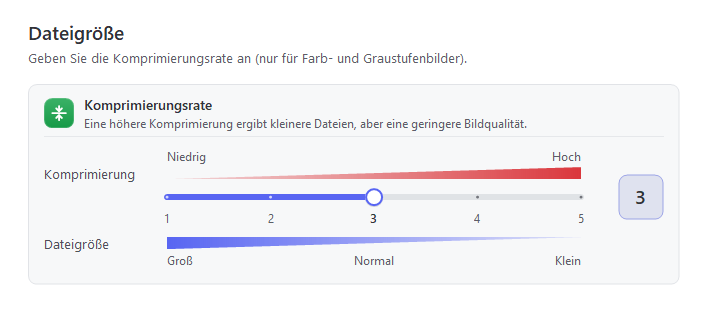 Dateigröße
Geben Sie die Komprimierungsrate an (nur für Farb- und Graustufenbilder).
Komprimierungsrate
Eine höhere Komprimierung ergibt kleinere Dateien, aber eine geringere Bildqualität.
Niedrig Hoch
Komprimierung
3
1 2 3 4 5
Dateigröße
Groß Normal Klein